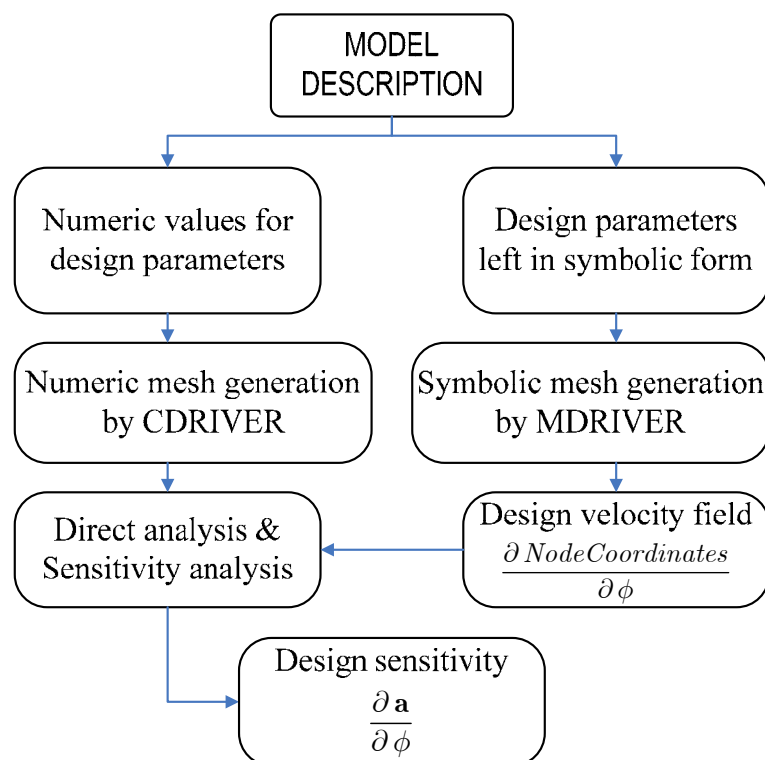 MODEL
DESCRIPTION
Numeric values for
design parameters
Design parameters
left in symbolic form
Numeric mesh generation
by CDRIVER
Symbolic mesh generation
by MDRIVER
Direct analysis &
Sensitivity analysis
Design velocity field
∂ NodeCoordinates
∂ ϕ
Design sensitivity
∂ a
∂ ϕ